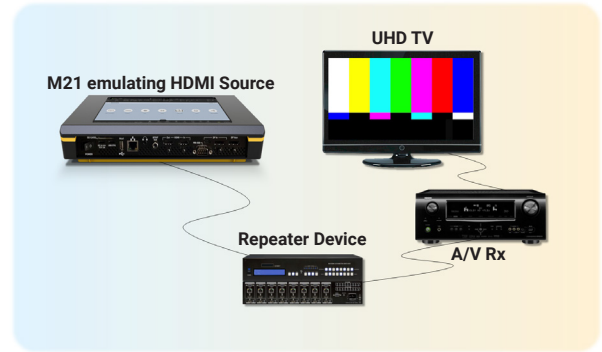 UHD TV
M21 emulating HDMI Source
Repeater Device
A/V Rx